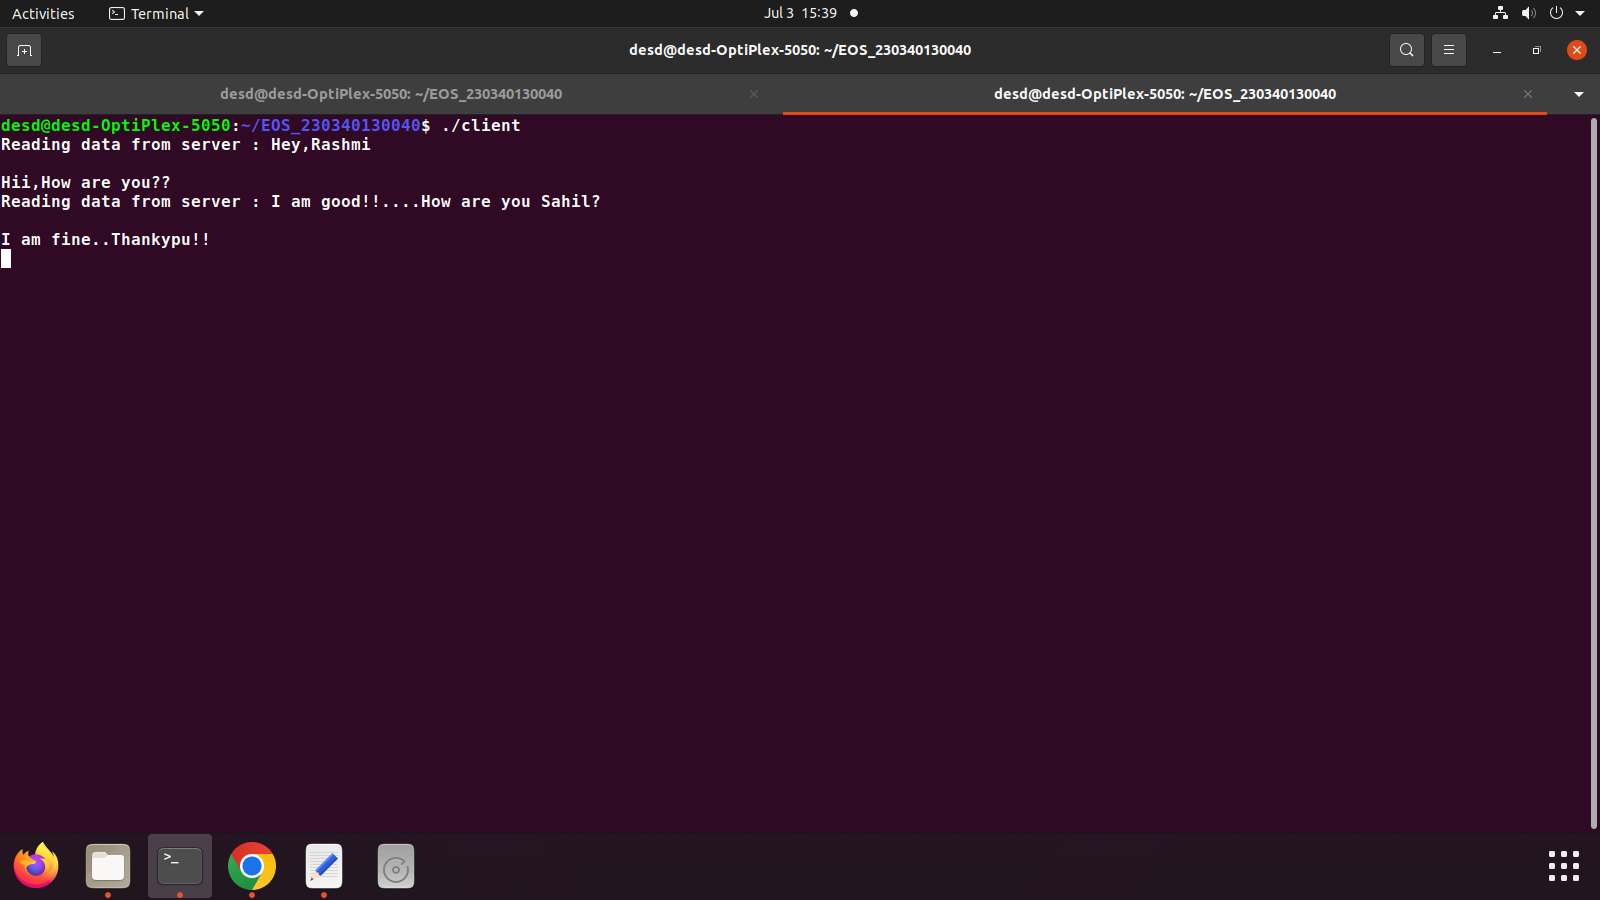 Activities
Terminal
Jul 3 15:39
desd@desd-OptiPlex-5050: ~/EOS_230340130040
desd@desd-OptiPlex-5050: ~/EOS_230340130040
desd@desd-OptiPlex-5050: ~/EOS_230340130040
desd@desd-OptiPlex-5050:~/EOS_230340130040$ ./client
Reading data from server : Hey,Rashmi
Hii,How are you??
Reading data from server : I am good!!....How are you Sahil?
I am fine..Thankypu!!
>_